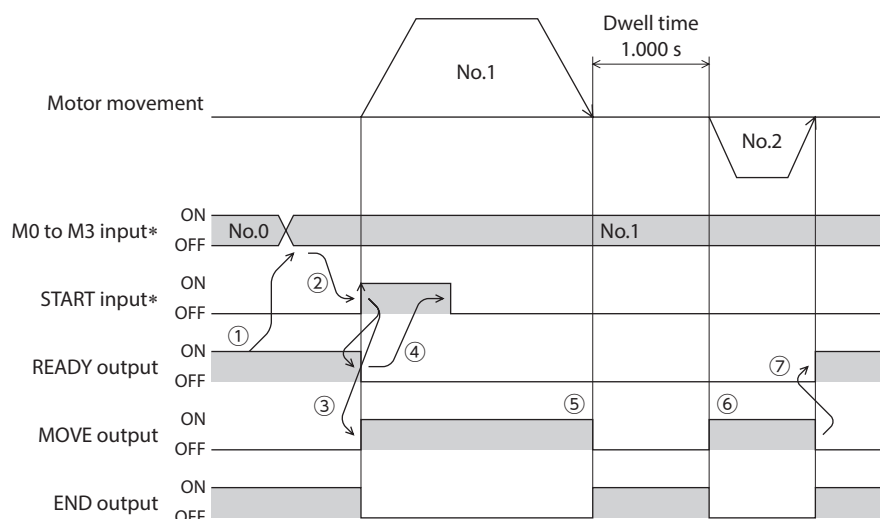 Dwell time
1.000 s
No.1
Motor movement
No.2
ON
M0 to M3 input*
No.0
No.1
OFF
ON
②
START input*
OFF
①
ON
④
READY output
⑦
OFF
③
⑤
⑥
ON
MOVE output
OFF
ON
END output
OFF